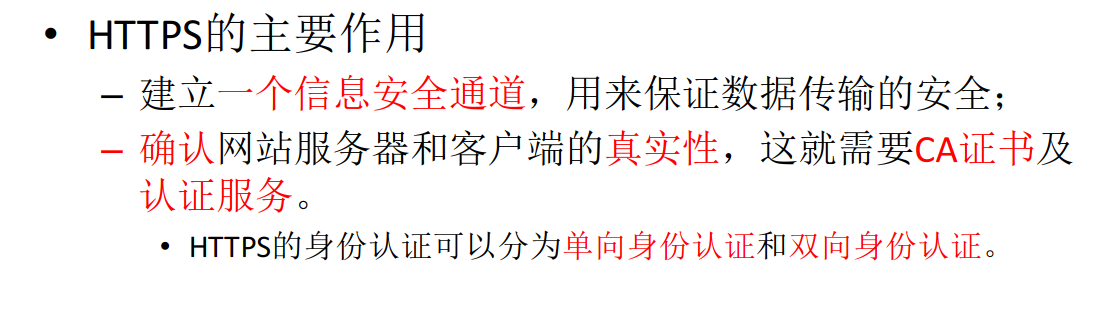 • HTTPS的主要作用
– 建立一个信息安全通道，用来保证数据传输的安全；
– 确认网站服务器和客户端的真实性，这就需要CA证书及
认证服务。
• HTTPS的身份认证可以分为单向身份认证和双向身份认证。